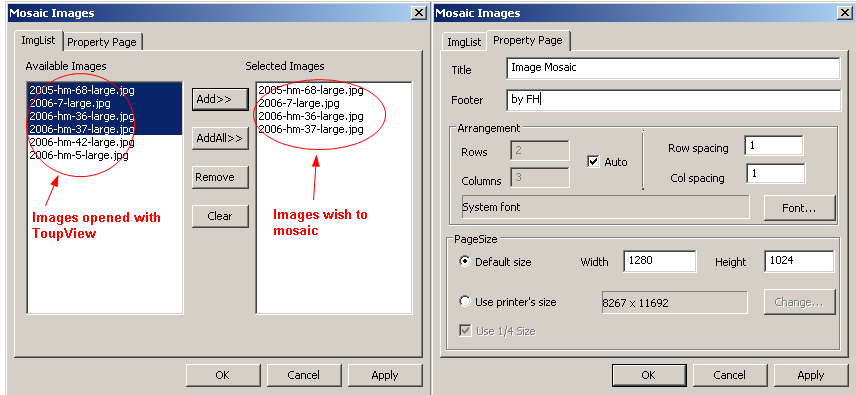 Mosaic Images
ImgList
Property Page
Available Images
Selected Images
2005-hm-68-large.jpg
2006-7-large.jpg
2006-hm-36-large.jpg
2006-hm-37-large.jpg
2006-hm-42-large.jpg
2006-hm-5-large.jpg
Add>>
AddAll>>
Remove
Clear
2005-hm-68-large.jpg
2006-7-large.jpg
2006-hm-36-large.jpg
2006-hm-37-large.jpg
Images opened with
ToupView
Images wish to
mosaic
OK
Cancel
Apply
Mosaic Images
ImgList
Property Page
Title
Image Mosaic
Footer
by FH
Arrangement
Rows
2
Columns
3
Auto
Row spacing
1
Col spacing
1
System font
Font...
PageSize
Default size
Width
1280
Height
1024
Use printer's size
8267 x 11692
Change...
Use 1/4 Size
OK
Cancel
Apply